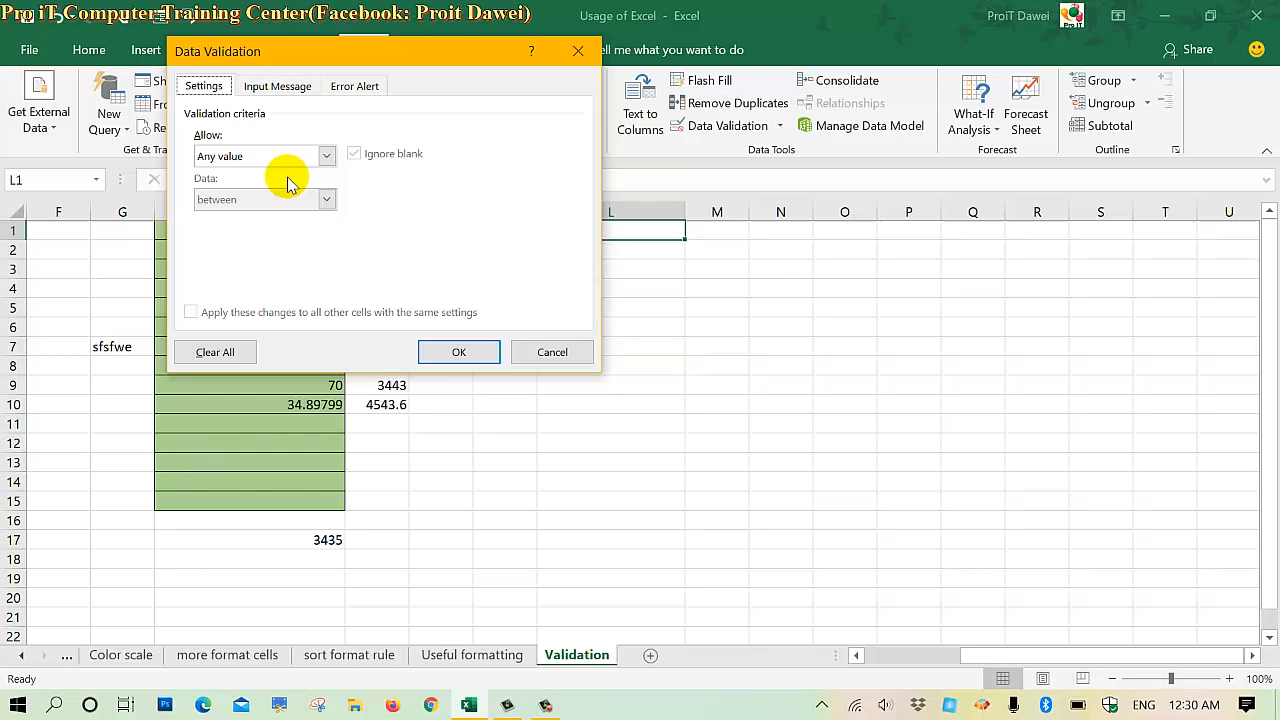 Pro iT Computer Training Center(Facebook: Proit Dawei)
Usage of Excel - Excel
ProiT Dawei
Pro IT
File
Home
Insert
ell me what you want to do
Share
Data Validation
?
Settings
Input Message
Error Alert
Validation criteria
Allow:
Any value
Ignore blank
Data:
between
Apply these changes to all other cells with the same settings
Clear All
OK
Cancel
Get External
Data
New
Query
Sh
Fro
Re
Get & Tra
Text to
Columns
Flash Fill
Remove Duplicates
Data Validation
Consolidate
Relationships
Manage Data Model
Data Tools
What-If
Analysis
Forecast
Sheet
Forecast
Group
Ungroup
Subtotal
Outline
L1
F G L M N O P Q R S T U
1
2
3
4
5
6
7 sfsfwe
8
9 70 3443
10 34.89799 4543.6
11
12
13
14
15
16
17 3435
18
19
20
21
22
... Color scale more format cells sort format rule Useful formatting Validation
Ready
100%
Ps
ENG 12:30 AM